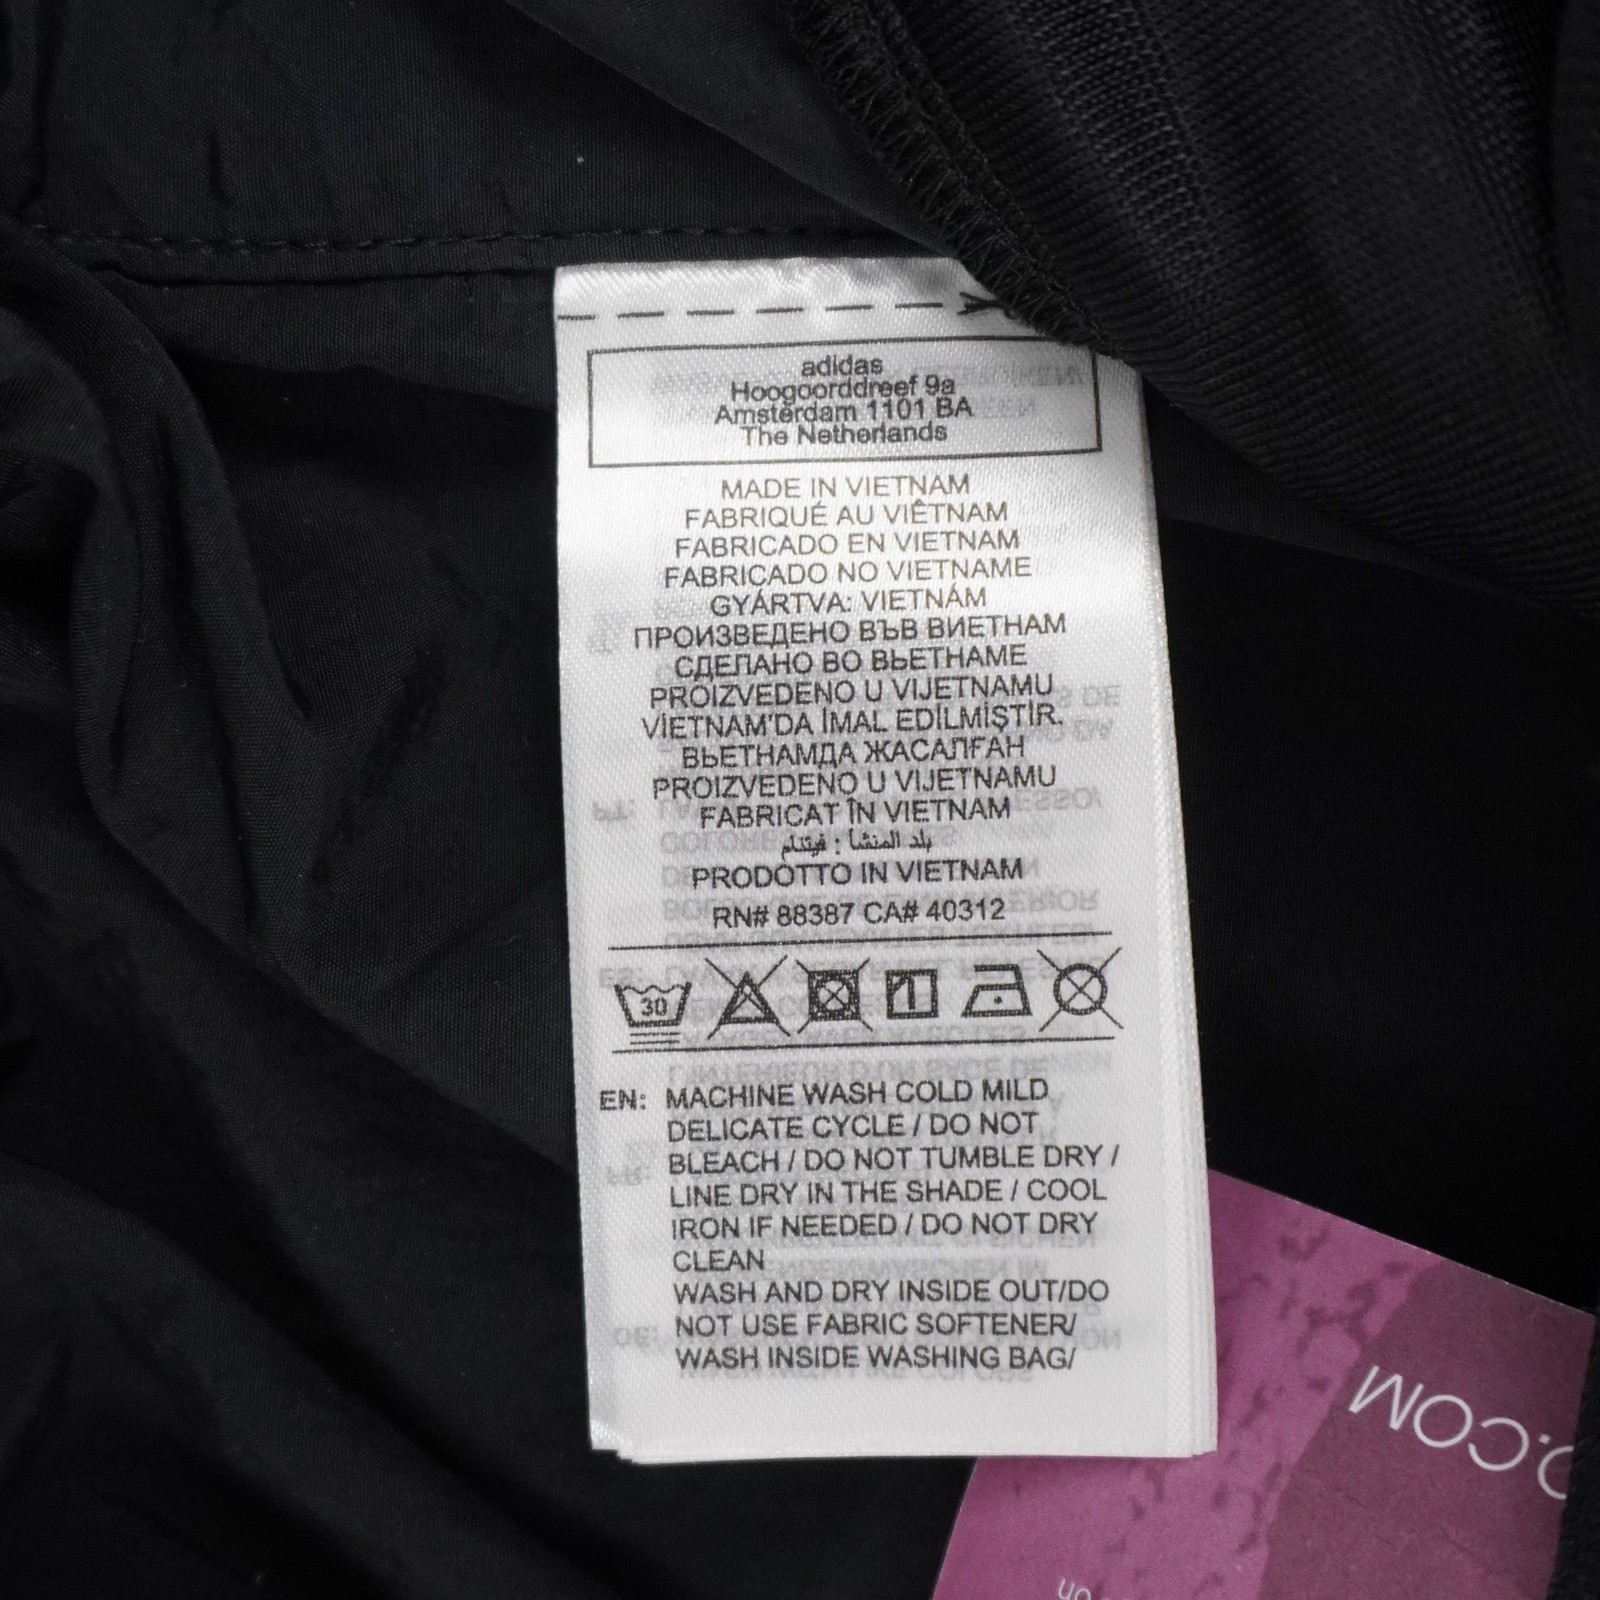 adidas
Hoogoorddreef 9a
Amsterdam 1101 BA
The Netherlands
MADE IN VIETNAM
FABRIQUÉ AU VIÊTNAM
FABRICADO EN VIETNAM
FABRICADO NO VIETNAME
GYÁRTVA: VIETNÁM
ПРОИЗВЕДЕНО ВЪВ ВИЕТНАМ
СДЕЛАНО ВО ВЬЕТНАМЕ
PROIZVEDENO U VIJETNAMU
VİETNAM'DA İMAL EDİLMİŞTİR.
ВЬЕТНАМДА ЖАСАЛҒАН
PROIZVEDENO U VIJETNAMU
FABRICAT ÎN VIETNAM
بلد المنشأ : فيتنام
PRODOTTO IN VIETNAM
RN# 88387 CA# 40312
30
EN: MACHINE WASH COLD MILD
DELICATE CYCLE / DO NOT
BLEACH / DO NOT TUMBLE DRY /
LINE DRY IN THE SHADE / COOL
IRON IF NEEDED / DO NOT DRY
CLEAN
WASH AND DRY INSIDE OUT/DO
NOT USE FABRIC SOFTENER/
WASH INSIDE WASHING BAG/
O.COM
on